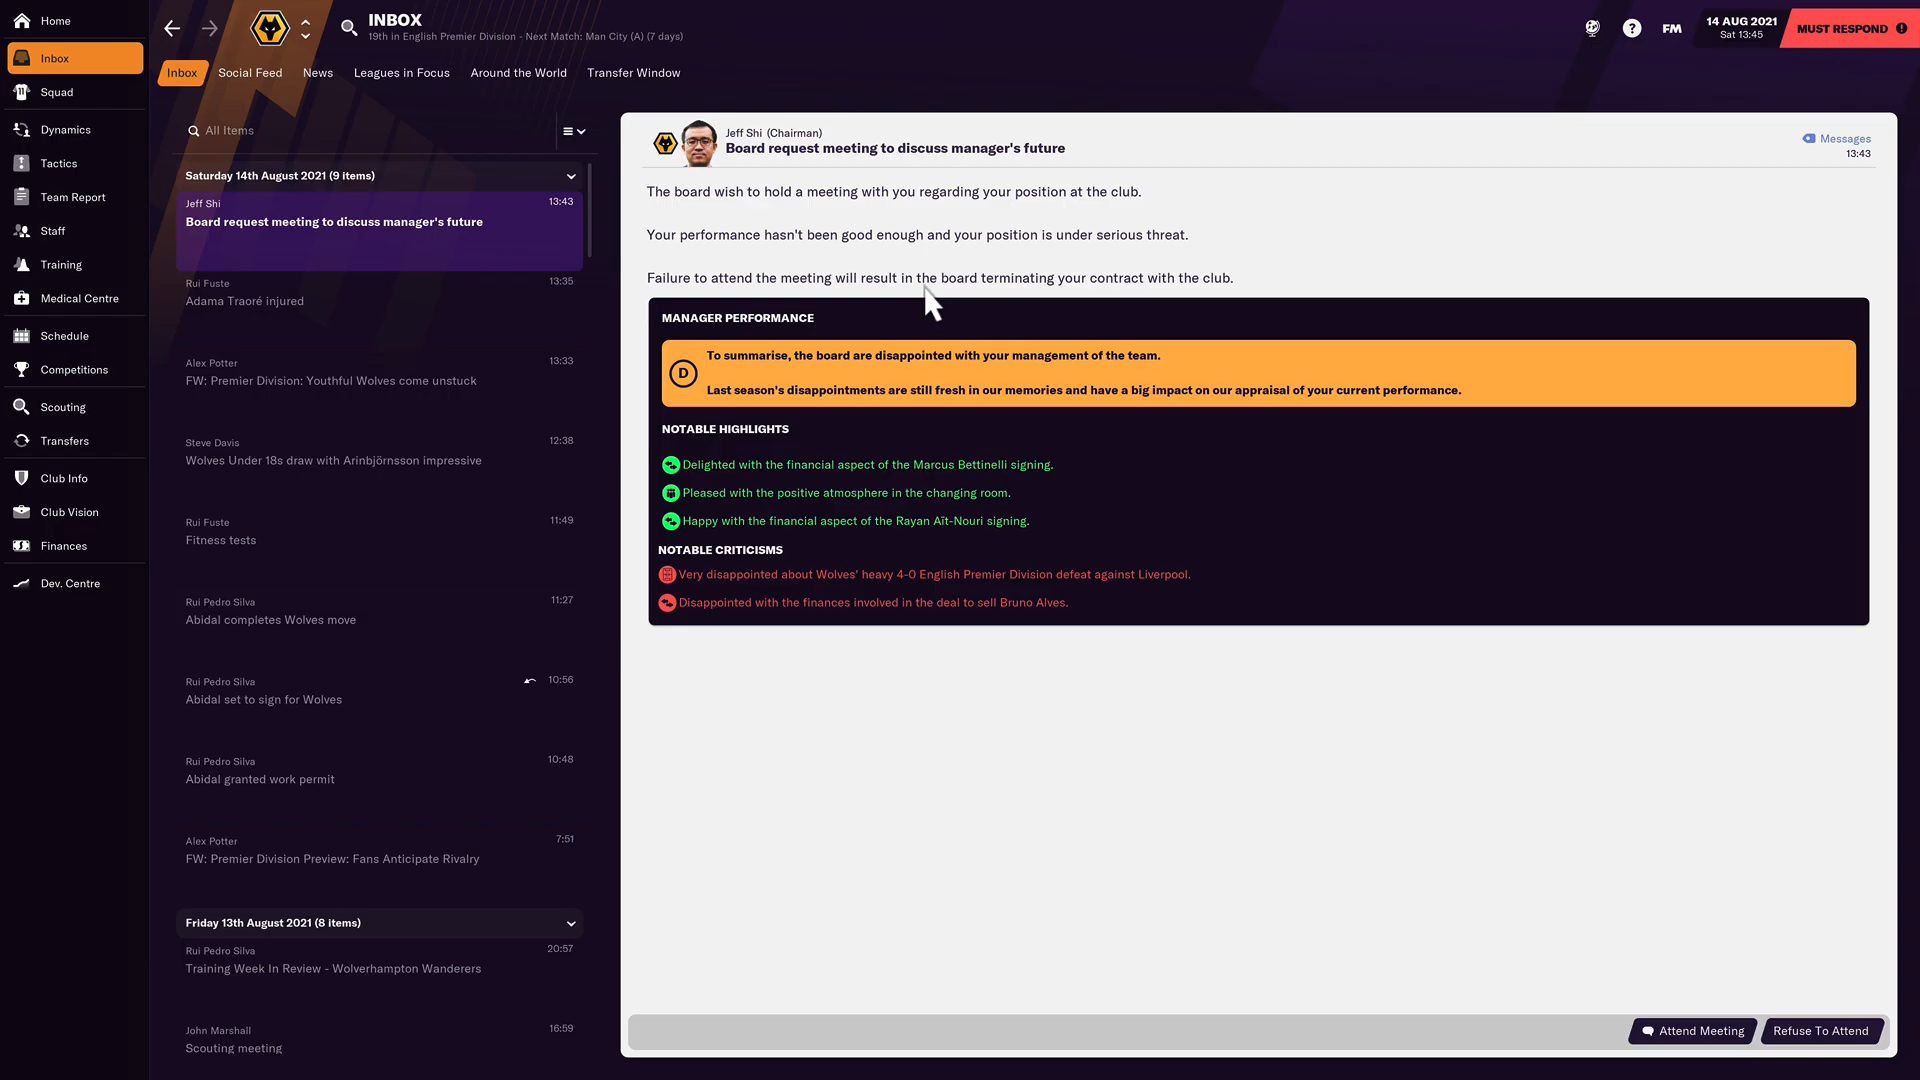 Home
Inbox
Squad
Dynamics
Tactics
Team Report
Staff
Training
Medical Centre
Schedule
Competitions
Scouting
Transfers
Club Info
Club Vision
Finances
Dev. Centre
INBOX
19th in English Premier Division - Next Match: Man City (A) (7 days)
?
FM
14 AUG 2021
Sat 13:45
MUST RESPOND
Inbox
Social Feed
News
Leagues in Focus
Around the World
Transfer Window
All Items
Saturday 14th August 2021 (9 items)
Jeff Shi
13:43
Board request meeting to discuss manager's future
Rui Fuste
13:35
Adama Traoré injured
Alex Potter
13:33
FW: Premier Division: Youthful Wolves come unstuck
Steve Davis
12:38
Wolves Under 18s draw with Arinbjörnsson impressive
Rui Fuste
11:49
Fitness tests
Rui Pedro Silva
11:27
Abidal completes Wolves move
Rui Pedro Silva
10:56
Abidal set to sign for Wolves
Rui Pedro Silva
10:48
Abidal granted work permit
Alex Potter
7:51
FW: Premier Division Preview: Fans Anticipate Rivalry
Friday 13th August 2021 (8 items)
Rui Pedro Silva
20:57
Training Week In Review - Wolverhampton Wanderers
John Marshall
16:59
Scouting meeting
Jeff Shi (Chairman)
Board request meeting to discuss manager's future
Messages
13:43
The board wish to hold a meeting with you regarding your position at the club.
Your performance hasn't been good enough and your position is under serious threat.
Failure to attend the meeting will result in the board terminating your contract with the club.
MANAGER PERFORMANCE
D
To summarise, the board are disappointed with your management of the team.
Last season's disappointments are still fresh in our memories and have a big impact on our appraisal of your current performance.
NOTABLE HIGHLIGHTS
Delighted with the financial aspect of the Marcus Bettinelli signing.
Pleased with the positive atmosphere in the changing room.
Happy with the financial aspect of the Rayan Aït-Nouri signing.
NOTABLE CRITICISMS
Very disappointed about Wolves' heavy 4-0 English Premier Division defeat against Liverpool.
Disappointed with the finances involved in the deal to sell Bruno Alves.
Attend Meeting
Refuse To Attend